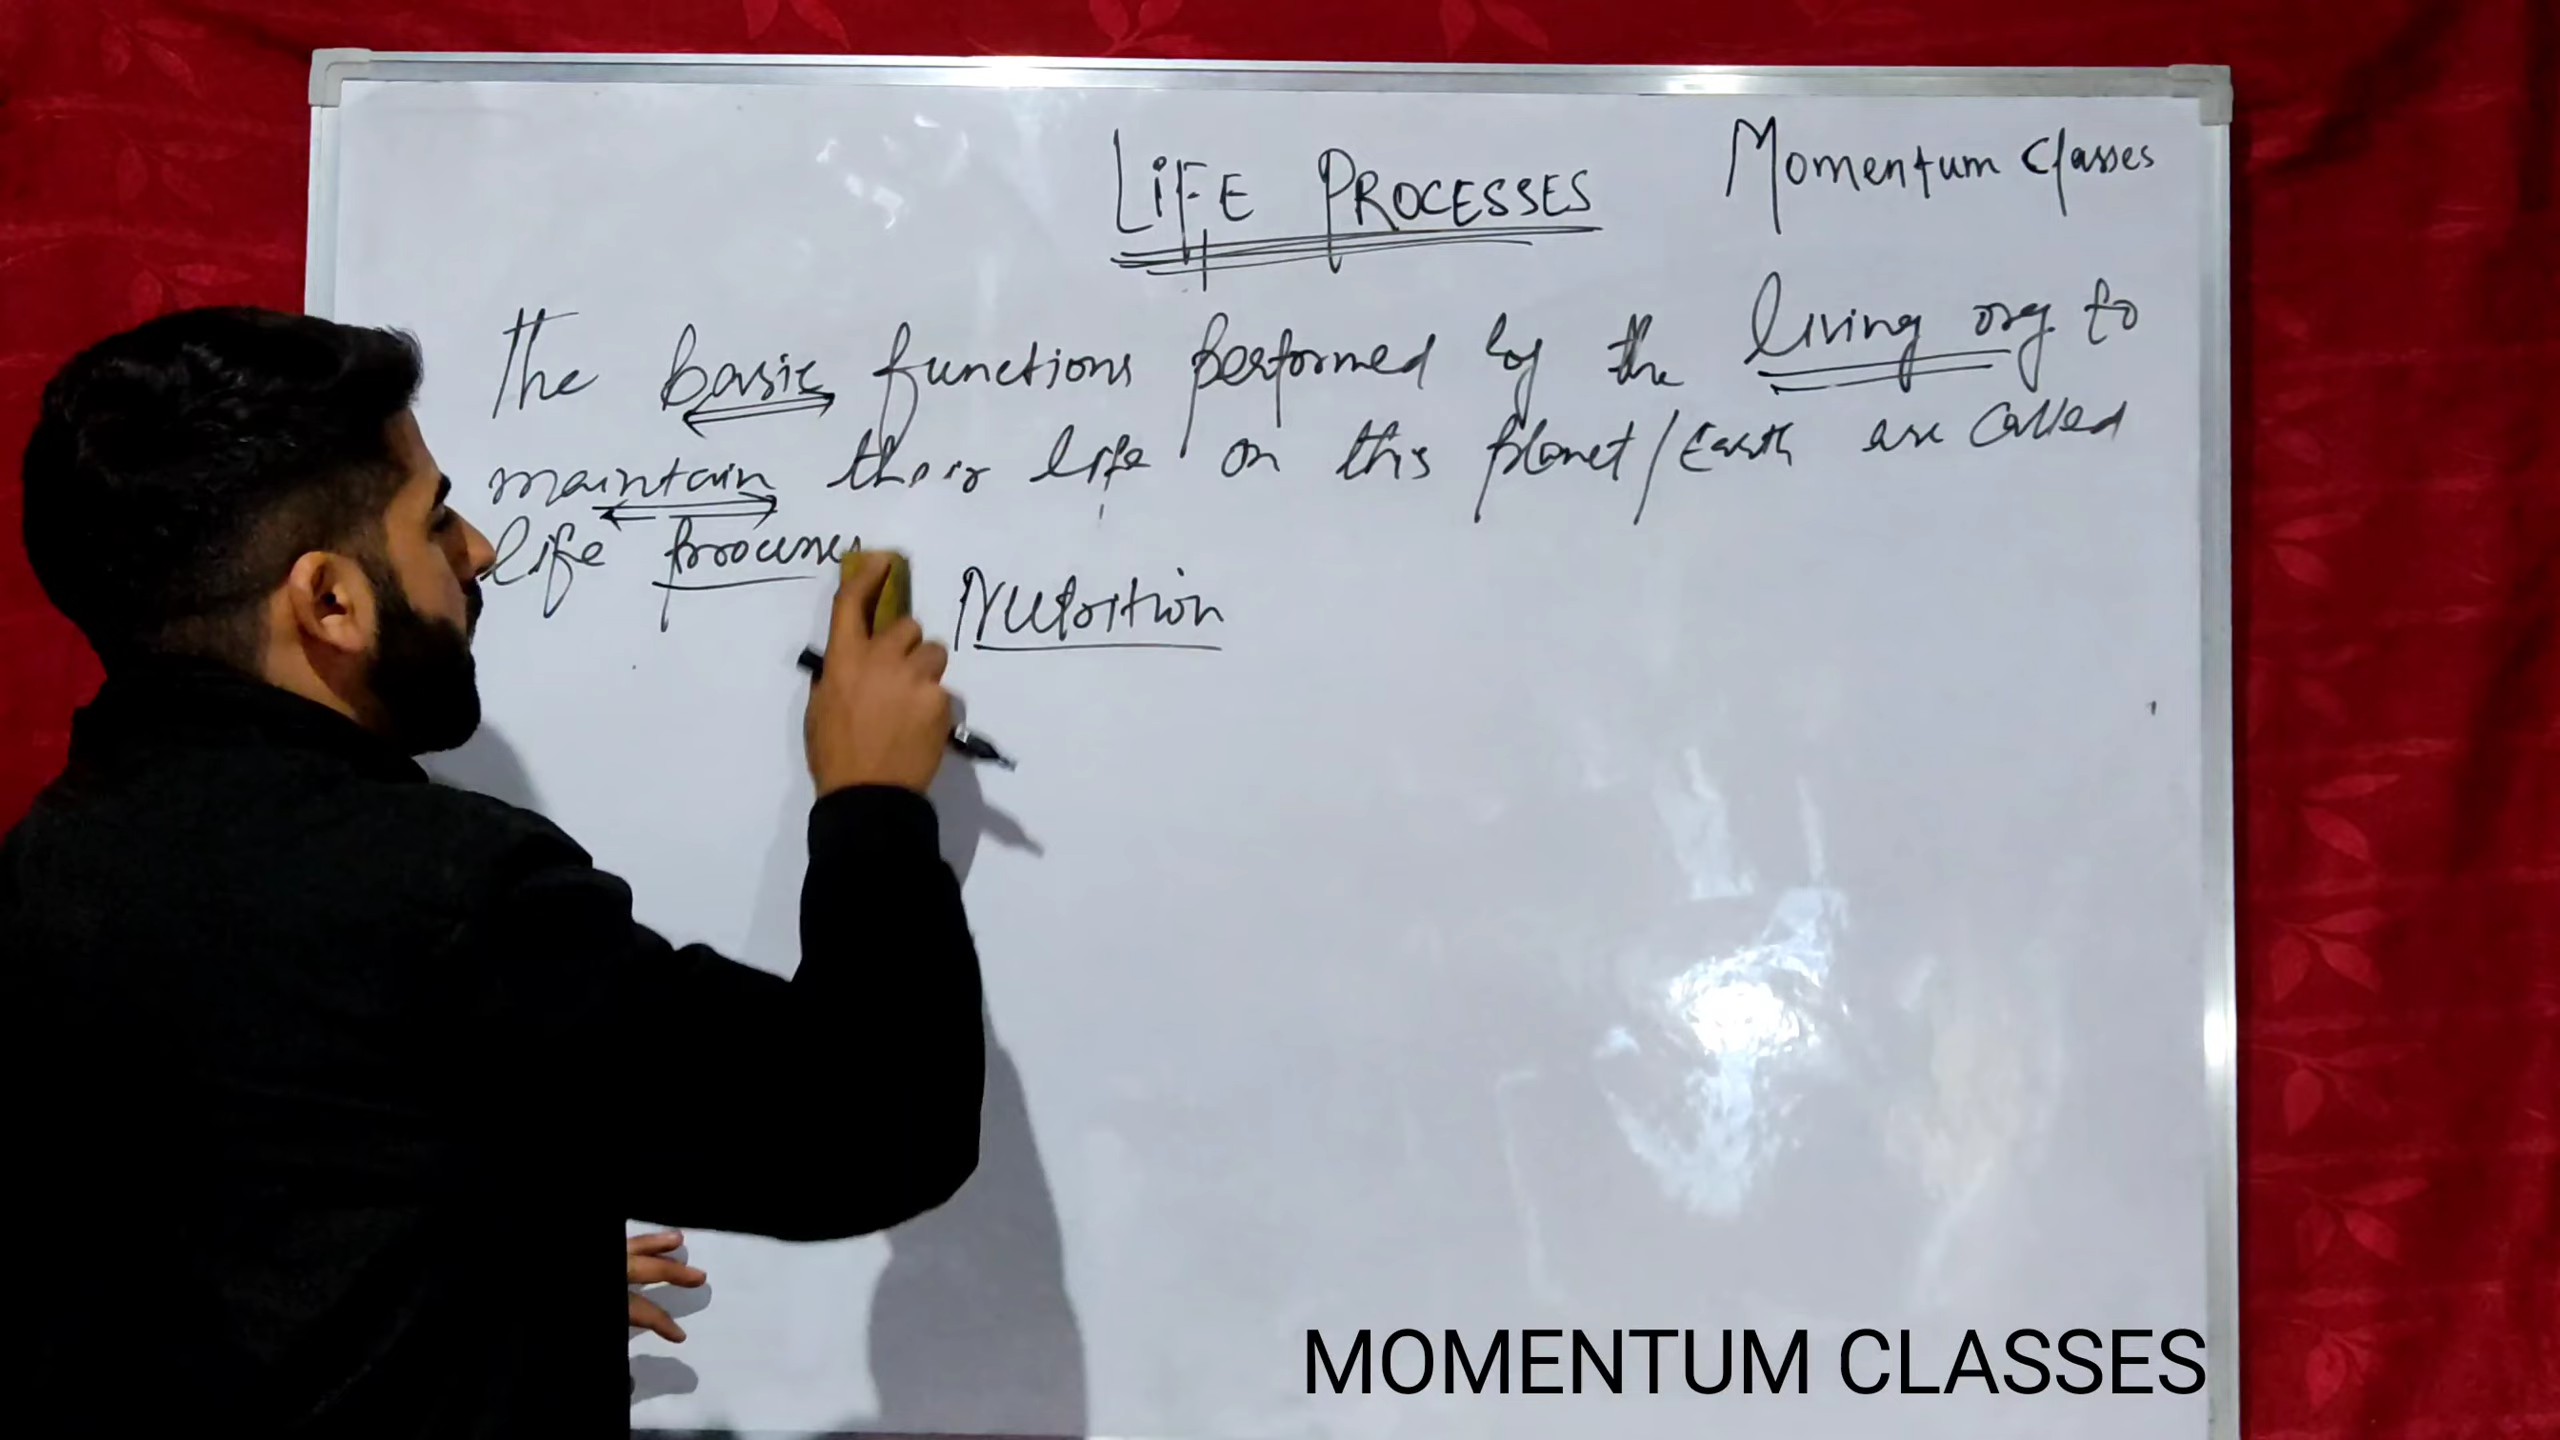 LIFE PROCESSES
Momentum Classes
The basic functions performed by the living org. to
maintain their life on this planet/Earth are called
life processes
Nutrition
MOMENTUM CLASSES